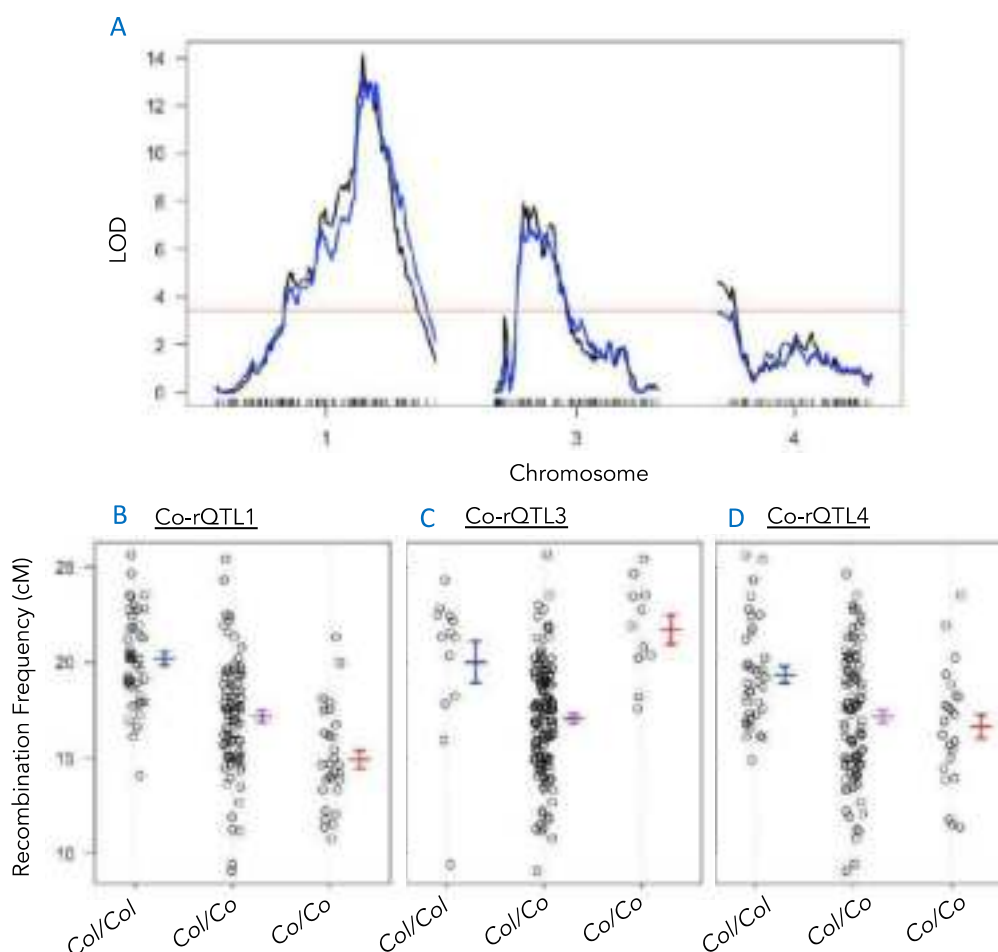 A
14
12
10
8
6
4
2
0
LOD
1
3
4
Chromosome
B Co-rQTL1
C Co-rQTL3
D Co-rQTL4
Recombination Frequency (cM)
25
20
15
10
Col/Col
Col/Co
Co/Co
Col/Col
Col/Co
Co/Co
Col/Col
Col/Co
Co/Co